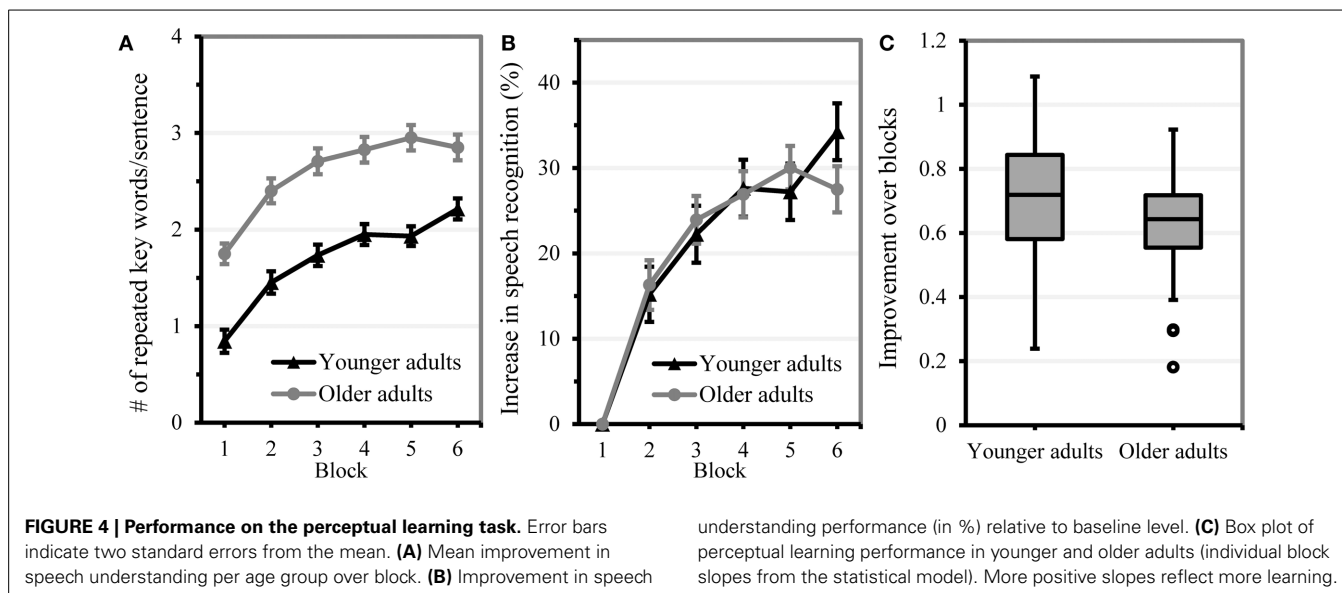 A
# of repeated key words/sentence
4
3
2
1
0
1 2 3 4 5 6
Block
Younger adults
Older adults
B
Increase in speech recognition (%)
40
30
20
10
0
1 2 3 4 5 6
Block
Younger adults
Older adults
C
Improvement over blocks
1.2
1
0.8
0.6
0.4
0.2
0
Younger adults Older adults
FIGURE 4 | Performance on the perceptual learning task. Error bars
indicate two standard errors from the mean. (A) Mean improvement in
speech understanding per age group over block. (B) Improvement in speech
understanding performance (in %) relative to baseline level. (C) Box plot of
perceptual learning performance in younger and older adults (individual block
slopes from the statistical model). More positive slopes reflect more learning.